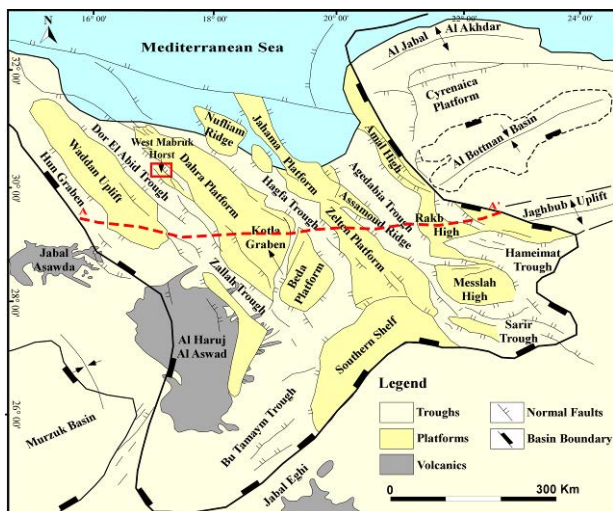 16° 00'
18° 00'
20° 00'
22° 00'
24° 00'
N
Mediterranean Sea
Al Jabal
Al Akhdar
32° 00'
Cyrenaica
Platform
Nufliam
Ridge
Jahama Platform
Amal High
Al Bottnan Basin
West Mabruk
Horst
Dor El Abid Trough
Waddan Uplift
Hun Graben
Dahra Platform
Hagfa Trough
Agedabia Trough
Assamoud Ridge
30° 00'
A
A'
Jaghbub Uplift
Rakb
High
Kotla
Graben
Zelten Platform
Hameimat
Trough
Jabal
Asawda
Zallah Trough
Beda
Platform
Messlah
High
28° 00'
Sarir
Trough
Al Haruj
Al Aswad
Southern Shelf
Legend
Troughs
Normal Faults
Platforms
Basin Boundary
Volcanics
26° 00'
Murzuk Basin
Bu Tamaym Trough
Jabal Eghi
0
300 Km